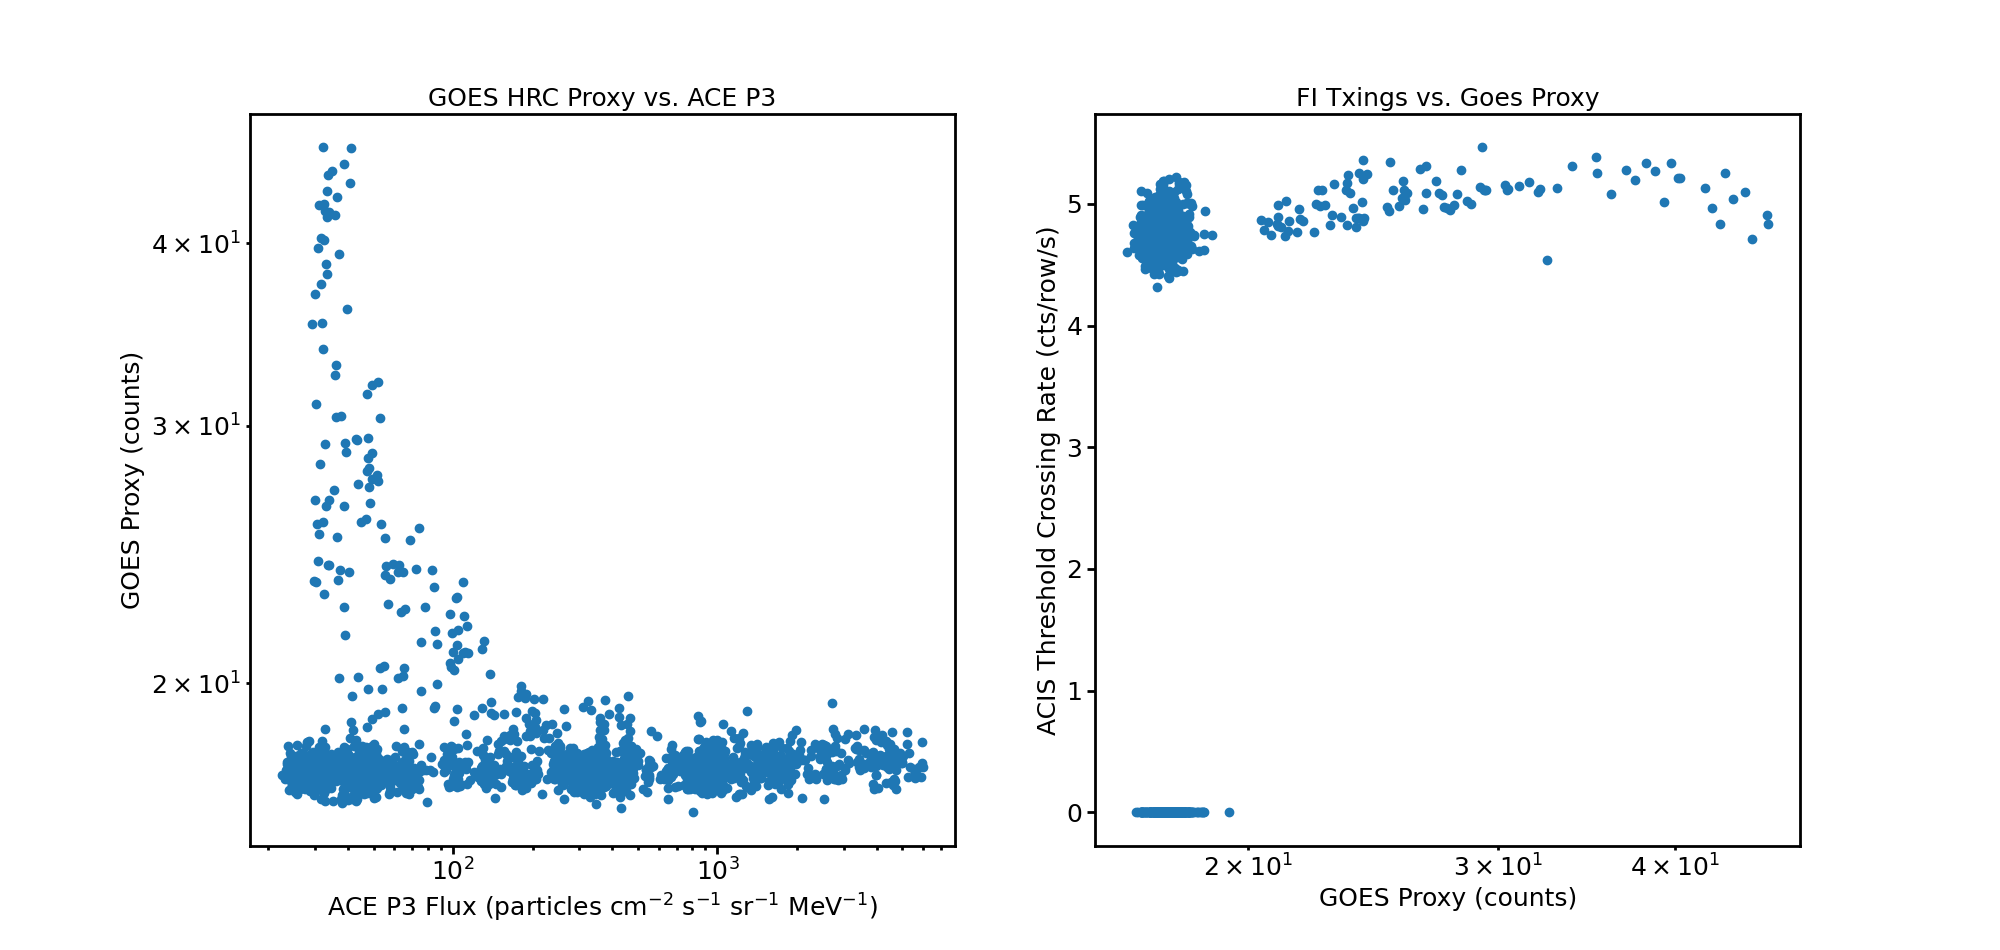 GOES HRC Proxy vs. ACE P3
GOES Proxy (counts)
4 × 10¹
3 × 10¹
2 × 10¹
10² 10³
ACE P3 Flux (particles cm⁻² s⁻¹ sr⁻¹ MeV⁻¹)
FI Txings vs. Goes Proxy
ACIS Threshold Crossing Rate (cts/row/s)
5
4
3
2
1
0
2 × 10¹ 3 × 10¹ 4 × 10¹
GOES Proxy (counts)